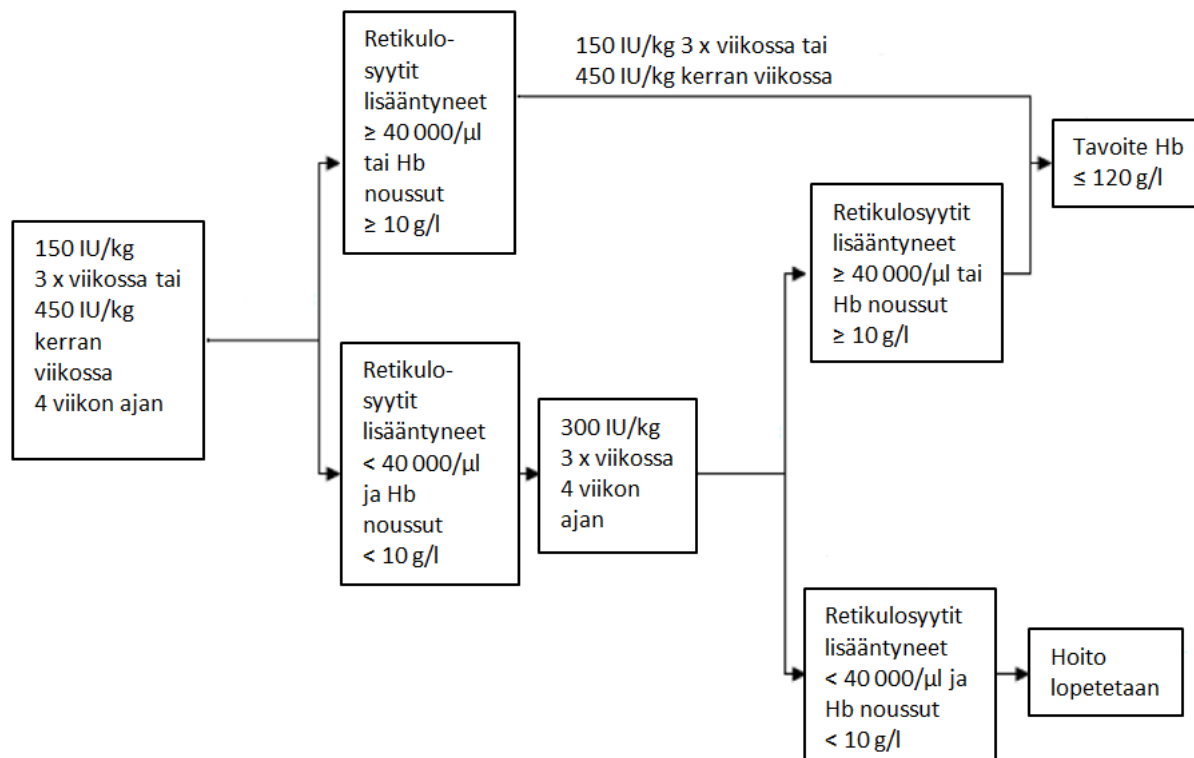 150 IU/kg
3 x viikossa tai
450 IU/kg
kerran
viikossa
4 viikon ajan
Retikulo-
syytit
lisääntyneet
≥ 40 000/µl
tai Hb
noussut
≥ 10 g/l
150 IU/kg 3 x viikossa tai
450 IU/kg kerran viikossa
Retikulo-
syytit
lisääntyneet
< 40 000/µl
ja Hb
noussut
< 10 g/l
300 IU/kg
3 x viikossa
4 viikon
ajan
Retikulosyytit
lisääntyneet
≥ 40 000/µl tai
Hb noussut
≥ 10 g/l
Tavoite Hb
≤ 120 g/l
Retikulosyytit
lisääntyneet
< 40 000/µl ja
Hb noussut
< 10 g/l
Hoito
lopetetaan